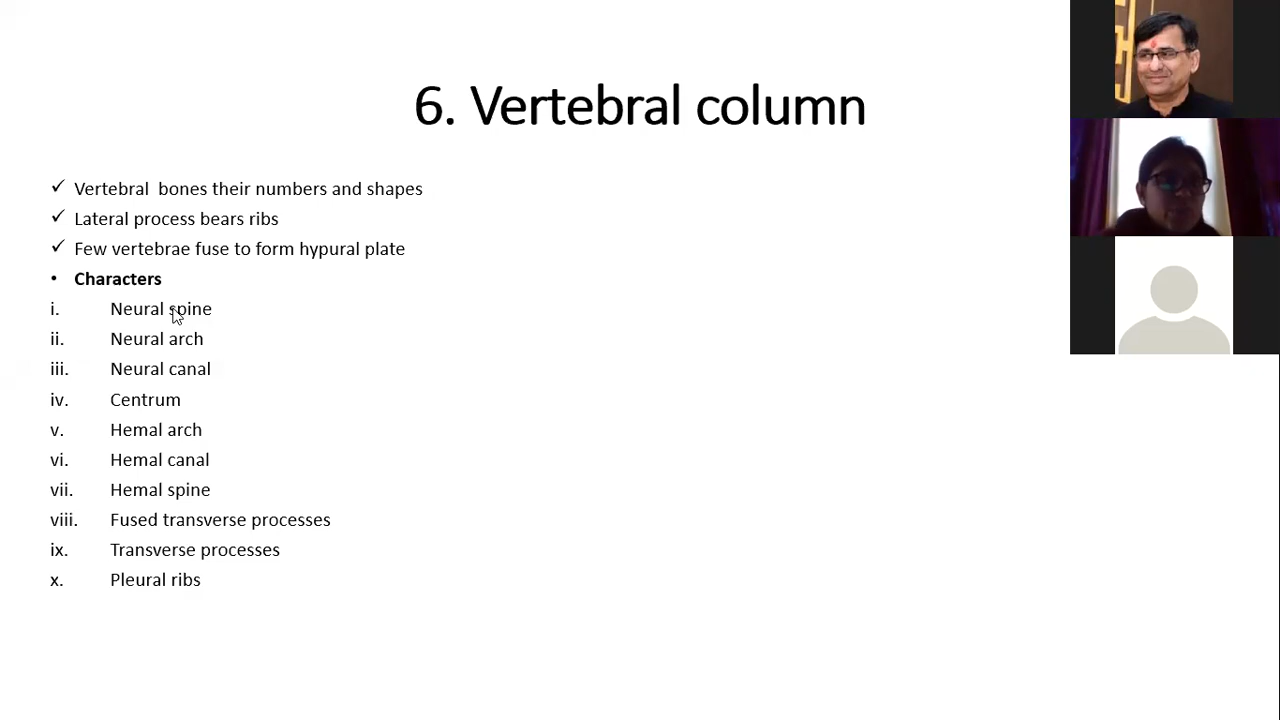 6. Vertebral column
✓ Vertebral  bones their numbers and shapes
✓ Lateral process bears ribs
✓ Few vertebrae fuse to form hypural plate
• Characters
i. Neural spine
ii. Neural arch
iii. Neural canal
iv. Centrum
v. Hemal arch
vi. Hemal canal
vii. Hemal spine
viii. Fused transverse processes
ix. Transverse processes
x. Pleural ribs